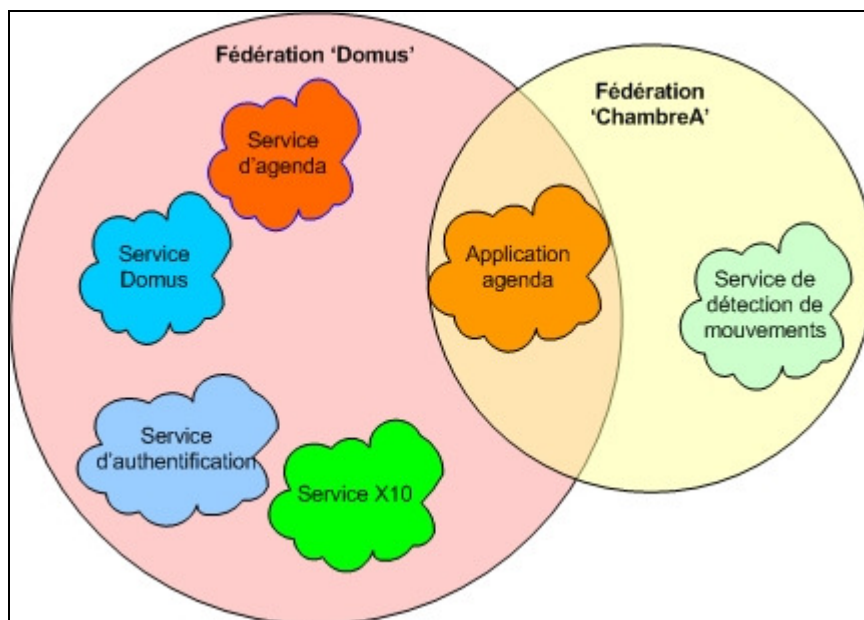 Fédération ‘Domus’
Fédération
‘ChambreA’
Service
d’agenda
Service
Domus
Application
agenda
Service de
détection de
mouvements
Service
d’authentification
Service X10